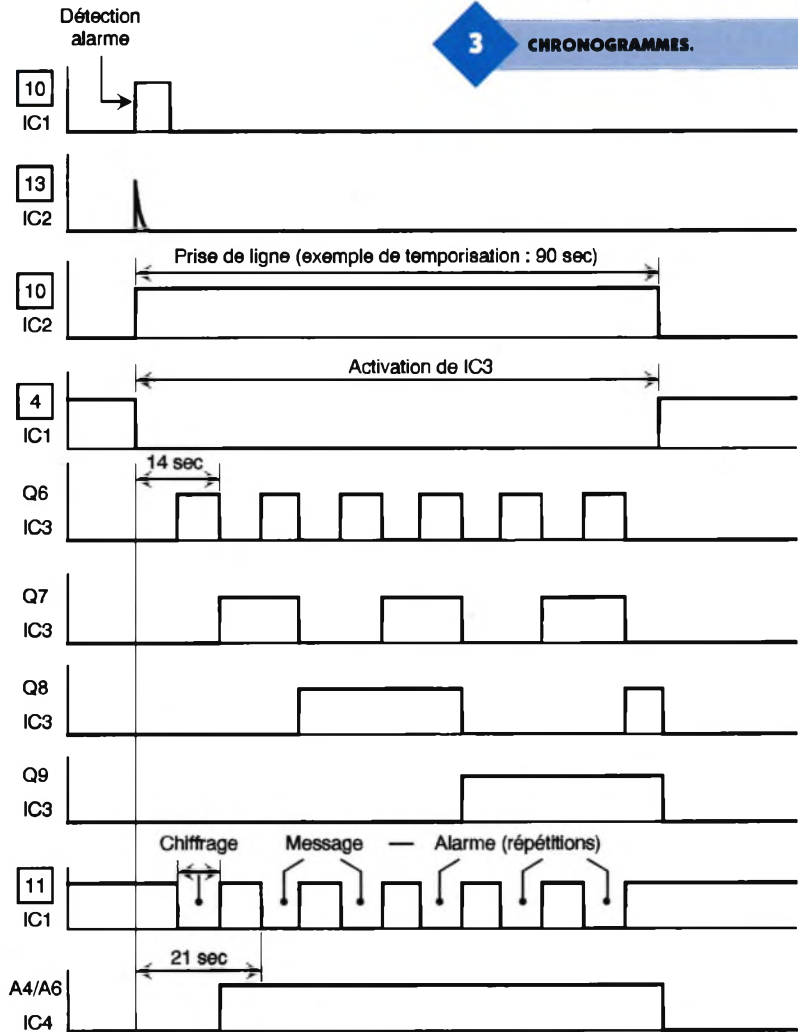 Détection
alarme
3 CHRONOGRAMMES.
10
IC1
13
IC2
Prise de ligne (exemple de temporisation : 90 sec)
10
IC2
Activation de IC3
4
IC1
14 sec
Q6
IC3
Q7
IC3
Q8
IC3
Q9
IC3
Chiffrage Message — Alarme (répétitions)
11
IC1
21 sec
A4/A6
IC4